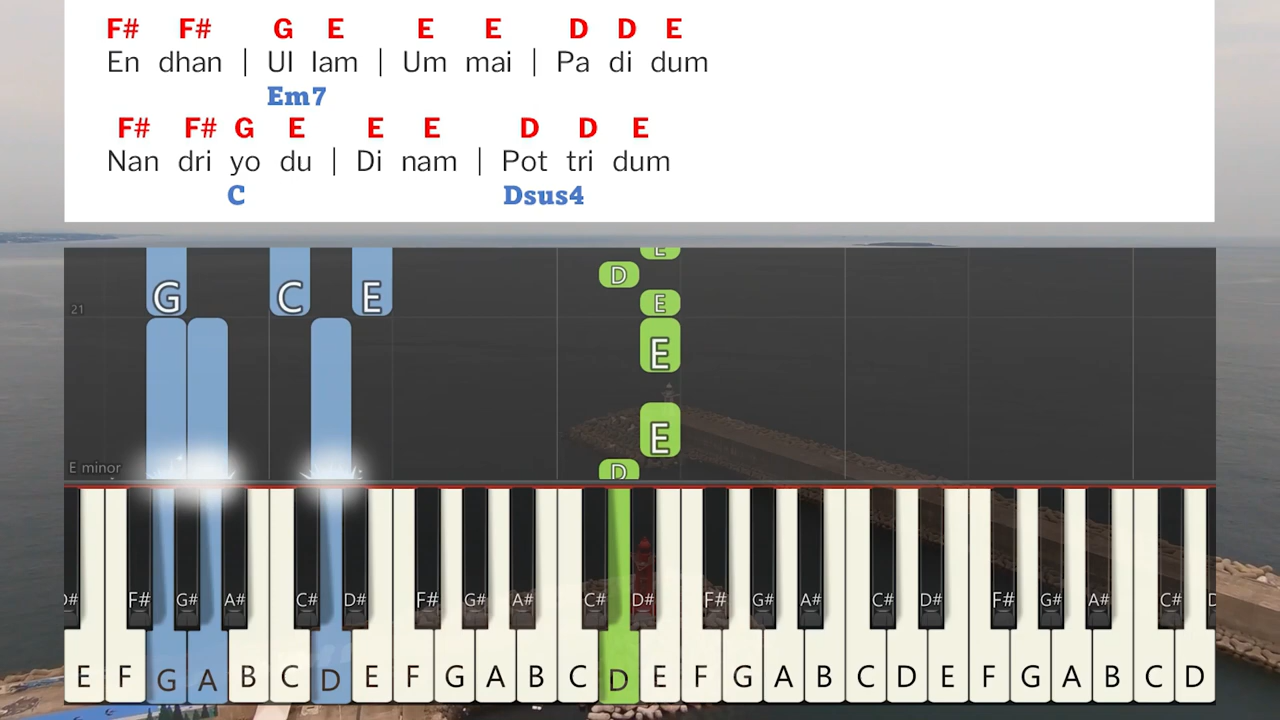 F# F# G E E E D D E
En dhan | Ul lam | Um mai | Pa di dum
Em7
F# F# G E E E D D E
Nan dri yo du | Di nam | Pot tri dum
C Dsus4
E
D
G C E E
21
E
E
E minor
D
D# F# G# A# C# D# F# G# A# C# D# F# G# A# C# D# F# G# A# C# D
E F G A B C D E F G A B C D E F G A B C D E F G A B C D